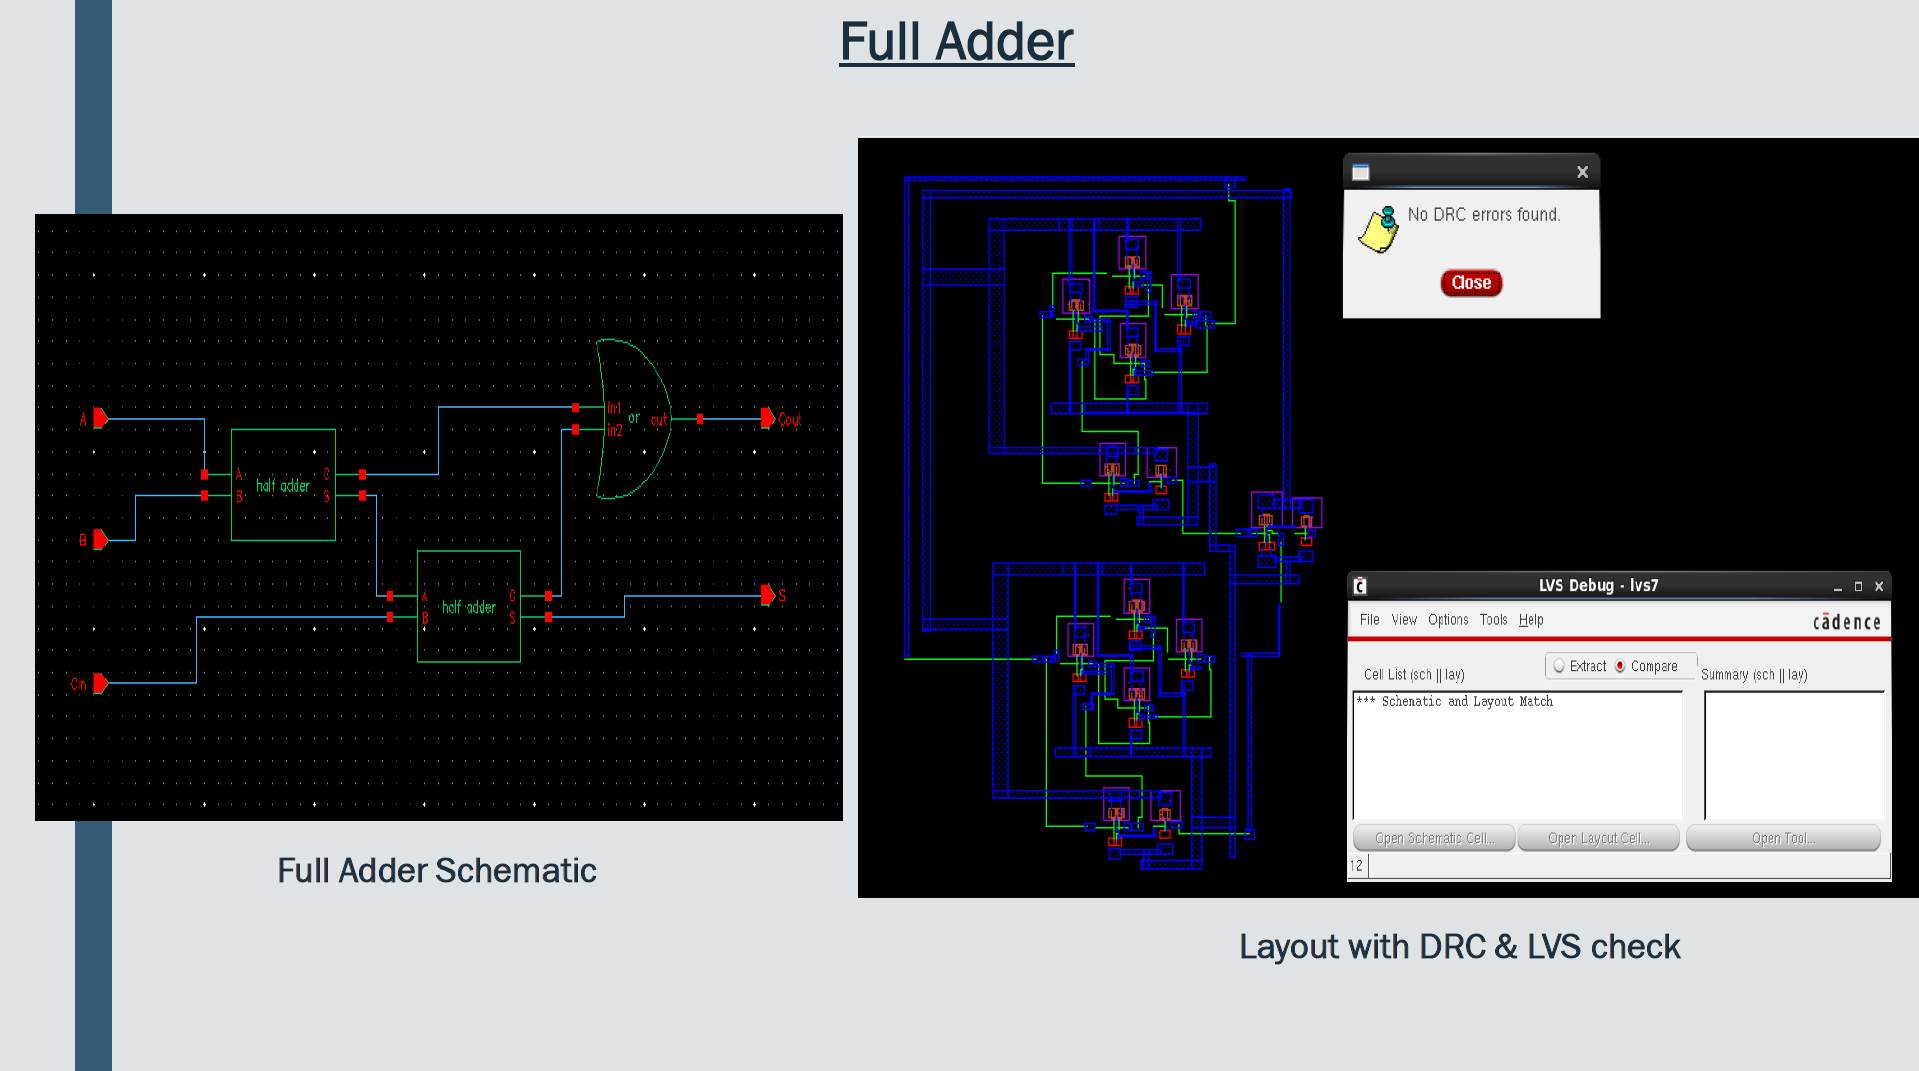 Full Adder
A
B
Cin
A
B
half adder
C
S
A
B
half adder
C
S
in1
in2
or
out
Cout
S
Full Adder Schematic
No DRC errors found.
Close
LVS Debug - lvs7
File View Options Tools Help
cādence
Extract Compare
Cell List (sch || lay)
Summary (sch || lay)
*** Schematic and Layout Match
Open Schematic Cell...
Open Layout Cell...
Open Tool...
12
Layout with DRC & LVS check